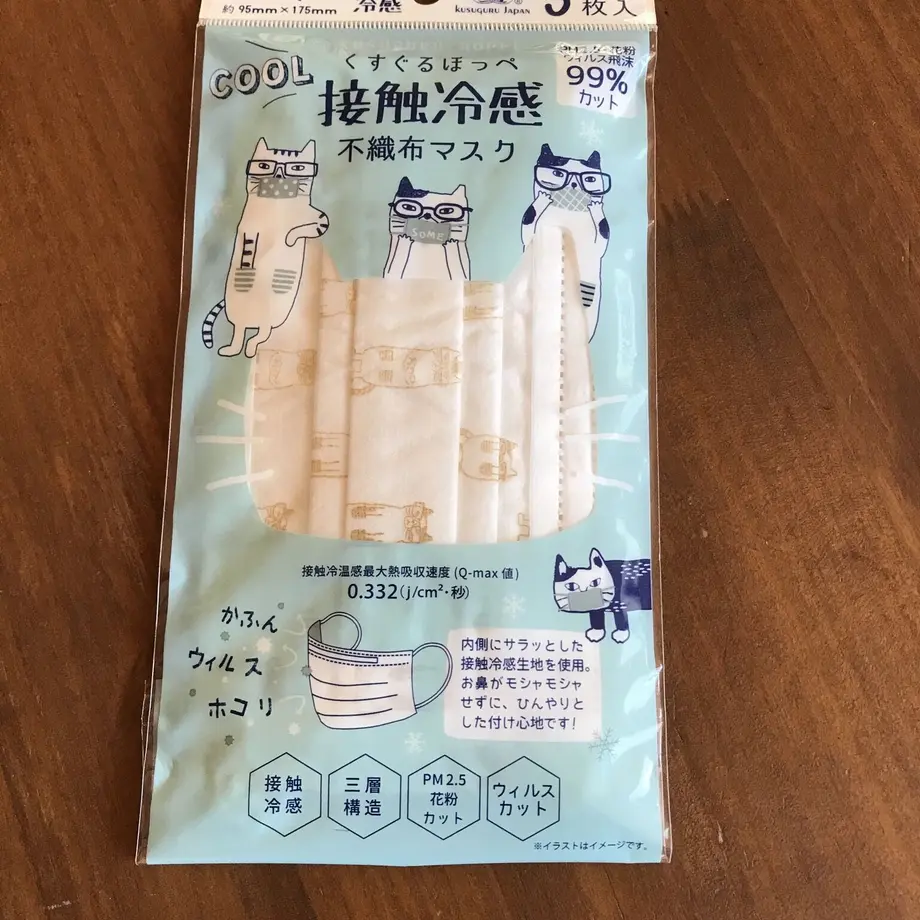 約 95mm×175mm
冷感
KUSUGURU JAPAN
枚入
COOL
くすぐるほっぺ
接触冷感
不織布マスク
PM2.5・花粉
ウィルス飛沫
99%
カット
SOME
接触冷温感最大熱吸収速度 (Q-max 値)
0.332(j/cm²・秒)
かふん
ウィルス
ホコリ
内側にサラッとした
接触冷感生地を使用。
お鼻がモシャモシャ
せずに、ひんやりと
した付け心地です!
接触
冷感
三層
構造
PM2.5
花粉
カット
ウィルス
カット
※イラストはイメージです。